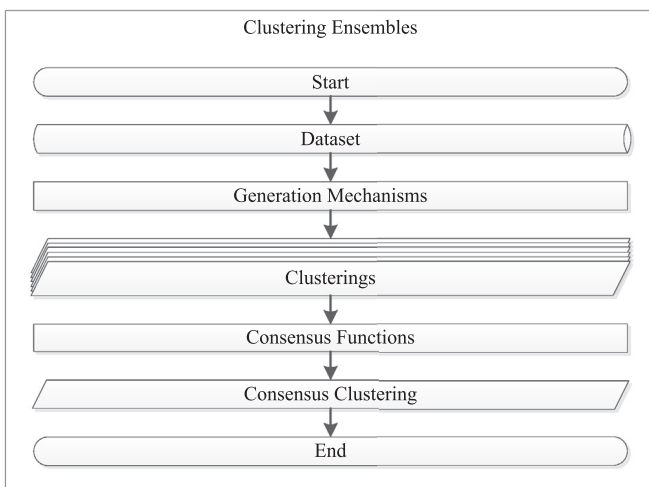 Clustering Ensembles
Start
Dataset
Generation Mechanisms
Clusterings
Consensus Functions
Consensus Clustering
End